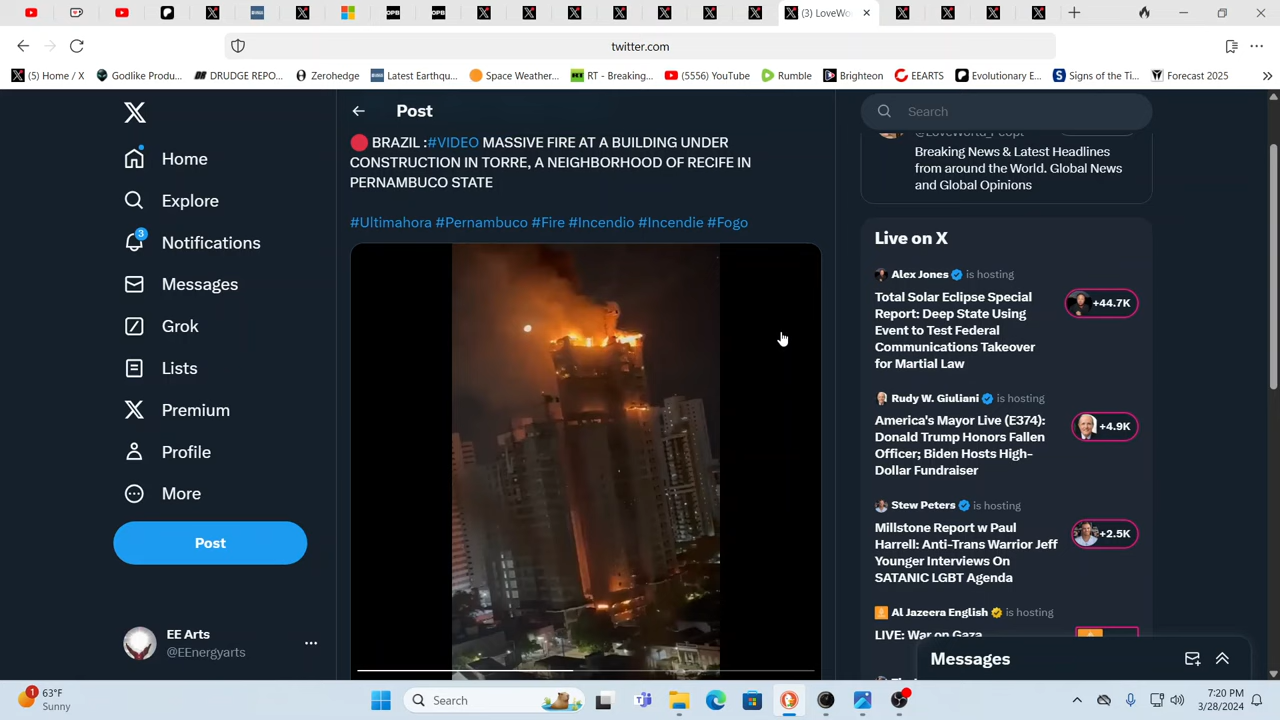 (3) LoveWo
twitter.com
(5) Home / X
Godlike Produ...
DRUDGE REPO...
Zerohedge
Latest Earthqu...
Space Weather...
RT - Breaking...
(5556) YouTube
Rumble
Brighteon
EEARTS
Evolutionary E...
Signs of the Ti...
Forecast 2025
Home
Explore
3
Notifications
Messages
Grok
Lists
Premium
Profile
More
Post
EE Arts
@EEnergyarts
Post
BRAZIL :#VIDEO MASSIVE FIRE AT A BUILDING UNDER
CONSTRUCTION IN TORRE, A NEIGHBORHOOD OF RECIFE IN
PERNAMBUCO STATE
#Ultimahora #Pernambuco #Fire #Incendio #Incendie #Fogo
Search
Breaking News & Latest Headlines
from around the World. Global News
and Global Opinions
Live on X
Alex Jones is hosting
Total Solar Eclipse Special
Report: Deep State Using
Event to Test Federal
Communications Takeover
for Martial Law
+44.7K
Rudy W. Giuliani is hosting
America's Mayor Live (E374):
Donald Trump Honors Fallen
Officer; Biden Hosts High-
Dollar Fundraiser
+4.9K
Stew Peters is hosting
Millstone Report w Paul
Harrell: Anti-Trans Warrior Jeff
Younger Interviews On
SATANIC LGBT Agenda
+2.5K
Al Jazeera English is hosting
LIVE: War on Gaza
Messages
1
63°F
Sunny
Search
7:20 PM
3/28/2024